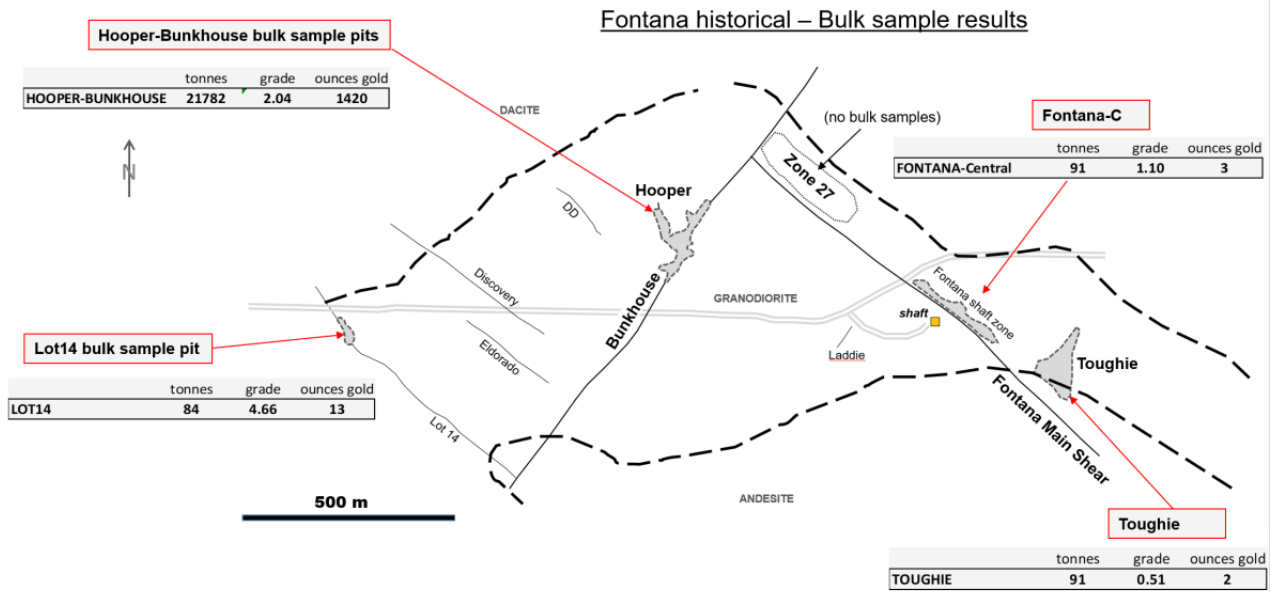 Fontana historical – Bulk sample results
Hooper-Bunkhouse bulk sample pits
tonnes grade ounces gold
HOOPER-BUNKHOUSE 21782 2.04 1420
N
DACITE
(no bulk samples)
Fontana-C
tonnes grade ounces gold
FONTANA-Central 91 1.10 3
Zone 27
Hooper
DD
Discovery
Bunkhouse
GRANODIORITE
Fontana shaft zone
shaft
Laddie
Eldorado
Lot14 bulk sample pit
tonnes grade ounces gold
LOT14 84 4.66 13
Lot 14
Toughie
Fontana Main Shear
500 m
ANDESITE
Toughie
tonnes grade ounces gold
TOUGHIE 91 0.51 2